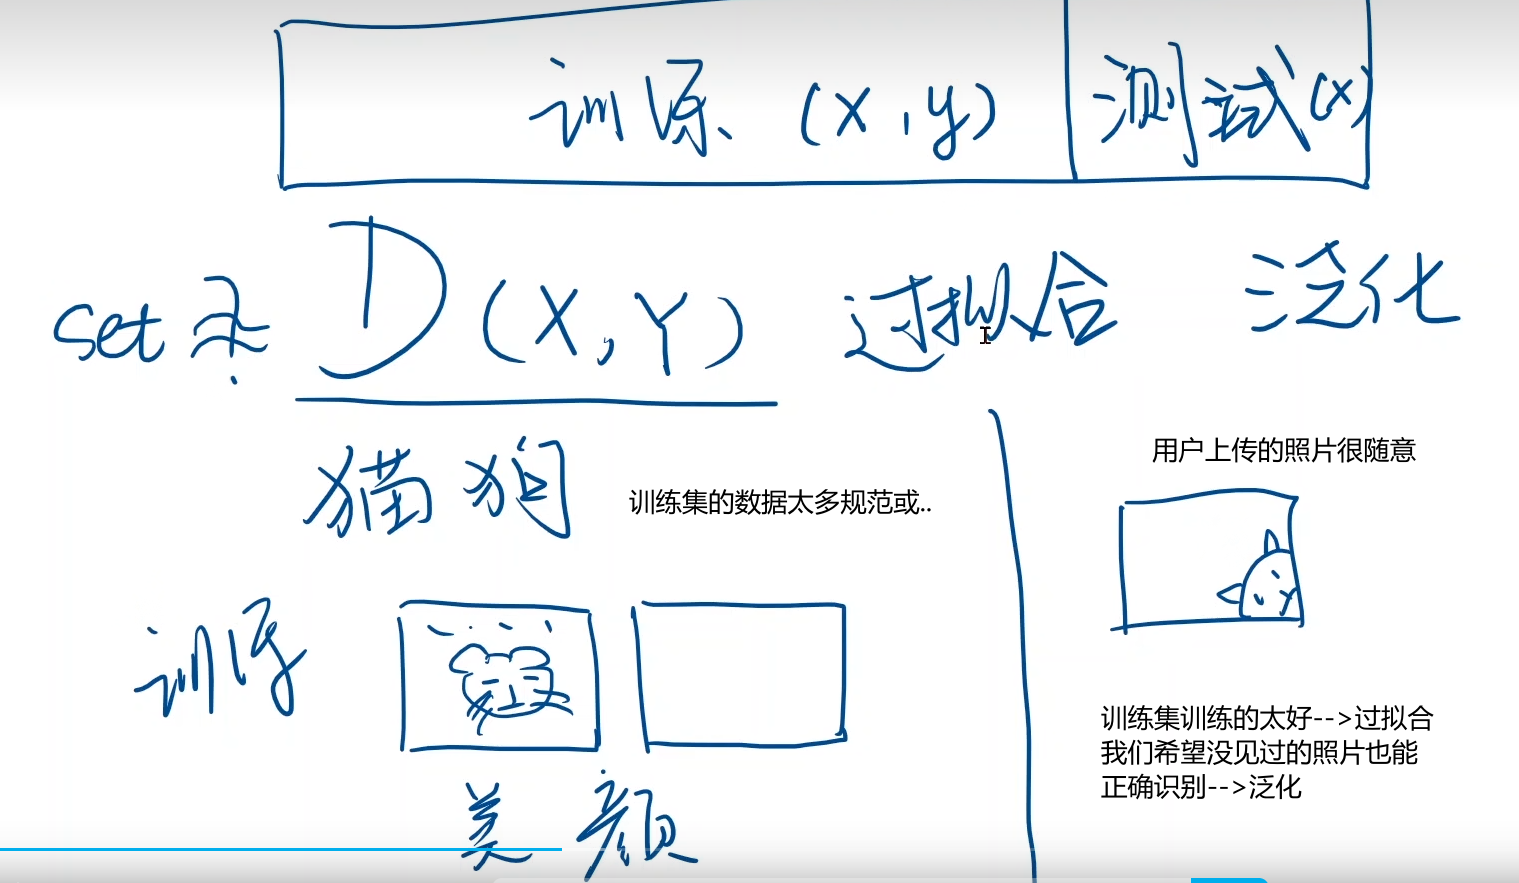 训练 (x,y) 测试(x)
set
D(X,Y) 过拟合 泛化
用户上传的照片很随意
猫狗 训练集的数据太多规范或..
训练
训练集训练的太好-->过拟合
我们希望没见过的照片也能
正确识别-->泛化
美颜